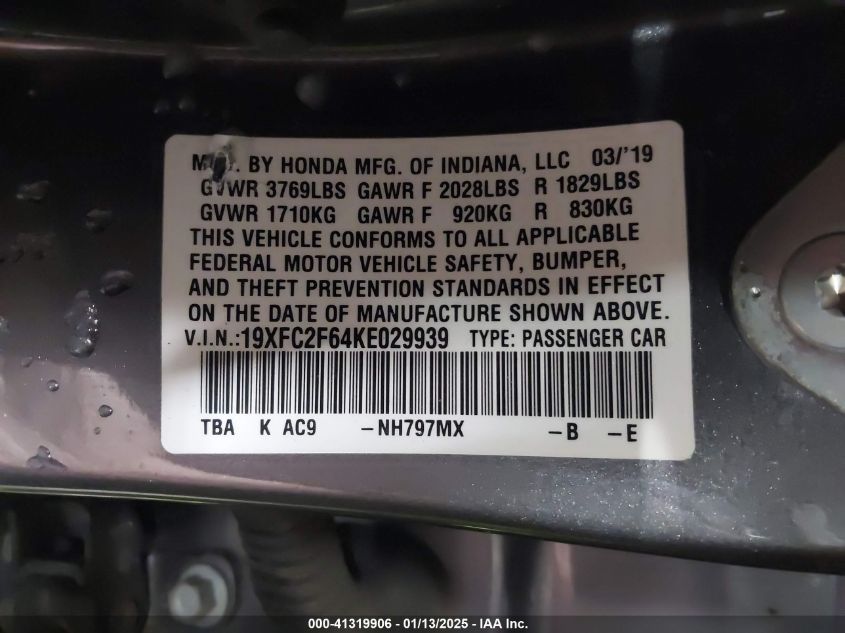 BY HONDA MFG. OF INDIANA, LLC 03/'19
GVWR 3769LBS GAWR F 2028LBS R 1829LBS
GVWR 1710KG GAWR F 920KG R 830KG
THIS VEHICLE CONFORMS TO ALL APPLICABLE
FEDERAL MOTOR VEHICLE SAFETY, BUMPER,
AND THEFT PREVENTION STANDARDS IN EFFECT
ON THE DATE OF MANUFACTURE SHOWN ABOVE.
V.I.N.:19XFC2F64KE029939 TYPE: PASSENGER CAR
TBA K AC9 -NH797MX -B -E
000-41319906 - 01/13/2025 - IAA Inc.